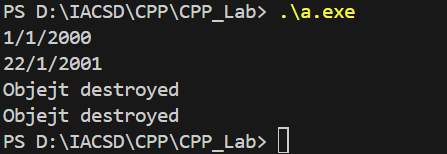 PS D:\IACSD\CPP\CPP_Lab> .\a.exe
1/1/2000
22/1/2001
Objejt destroyed
Objejt destroyed
PS D:\IACSD\CPP\CPP_Lab>